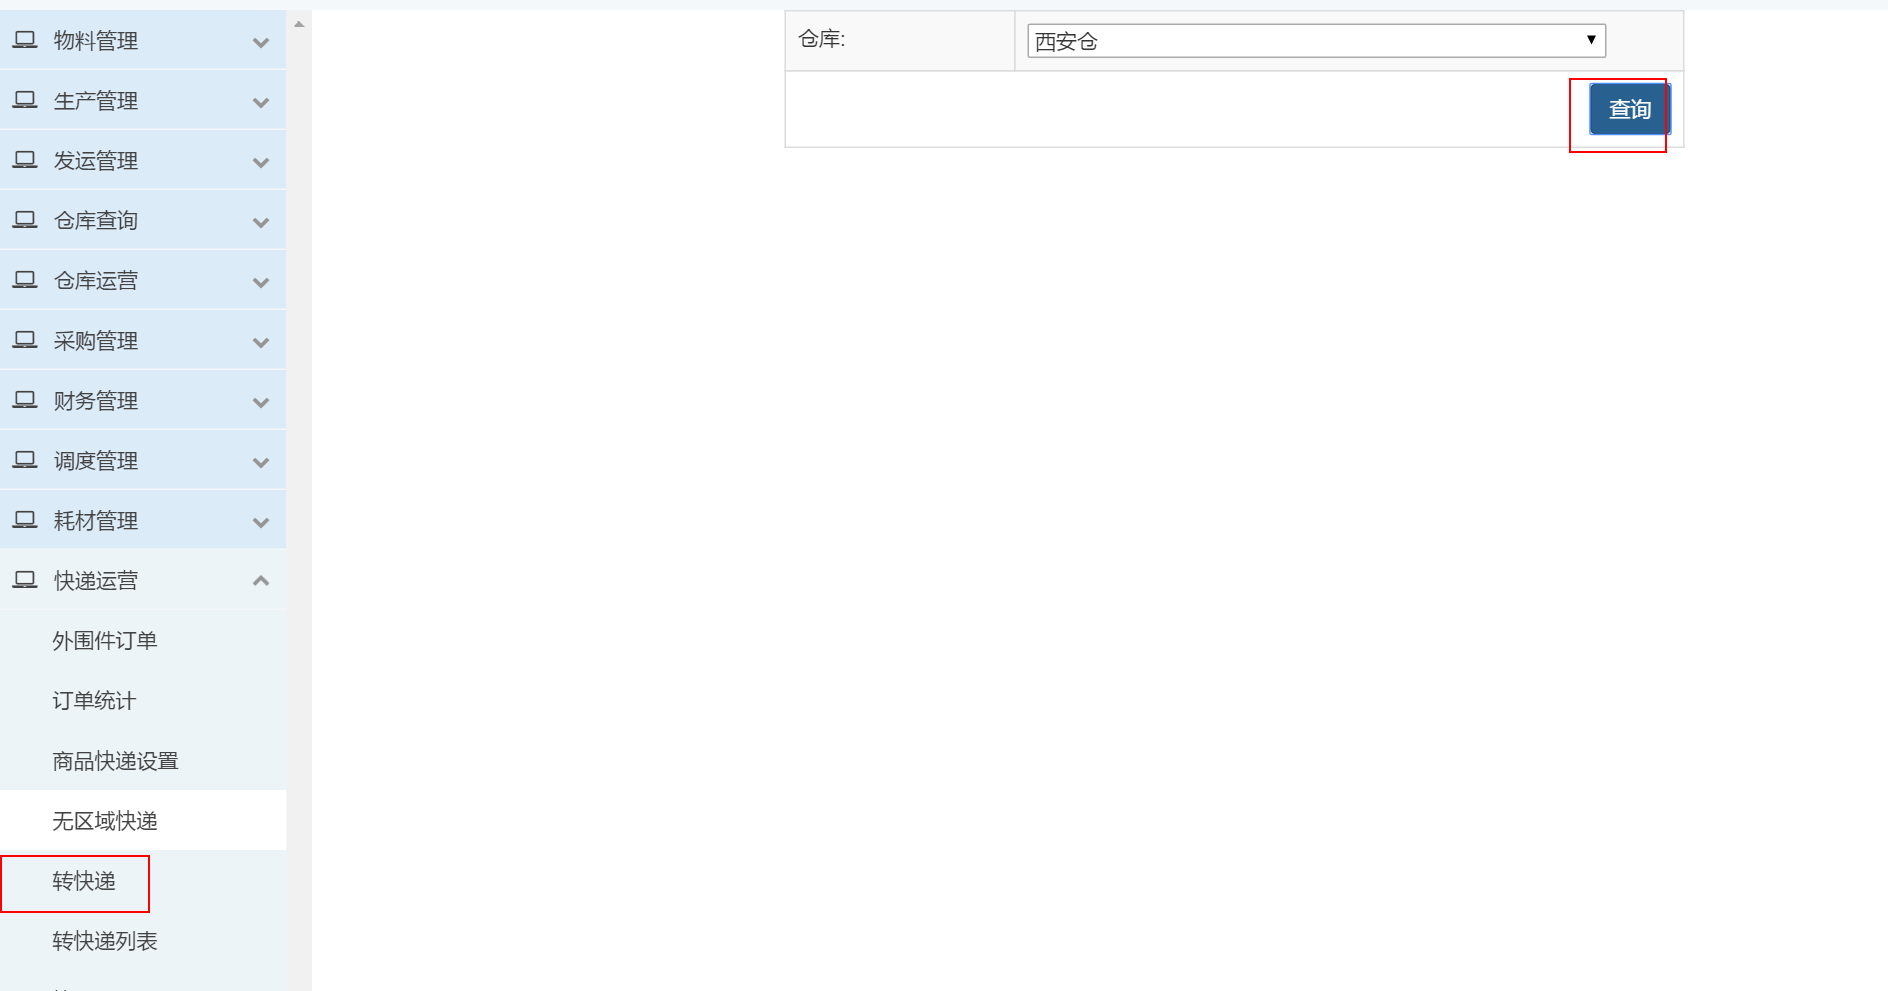 物料管理
生产管理
发运管理
仓库查询
仓库运营
采购管理
财务管理
调度管理
耗材管理
快递运营
外围件订单
订单统计
商品快递设置
无区域快递
转快递
转快递列表
仓库:
西安仓
查询